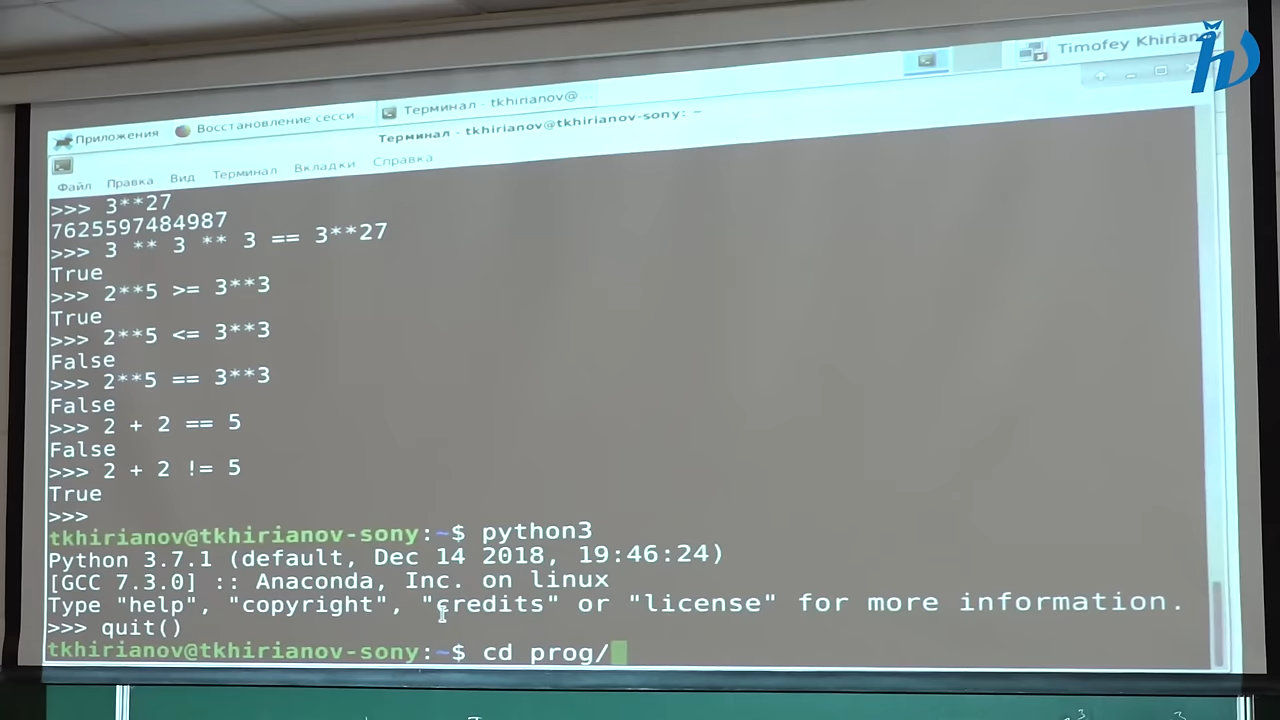 Timofey Khirianov
Приложения Восстановление сесси Терминал - tkhirianov@
Терминал - tkhirianov@tkhirianov-sony: ~
Файл Правка Вид Терминал Вкладки Справка
>>> 3**27
7625597484987
>>> 3 ** 3 ** 3 == 3**27
True
>>> 2**5 >= 3**3
True
>>> 2**5 <= 3**3
False
>>> 2**5 == 3**3
False
>>> 2 + 2 == 5
False
>>> 2 + 2 != 5
True
>>>
tkhirianov@tkhirianov-sony:~$ python3
Python 3.7.1 (default, Dec 14 2018, 19:46:24)
[GCC 7.3.0] :: Anaconda, Inc. on linux
Type "help", "copyright", "credits" or "license" for more information.
>>> quit()
tkhirianov@tkhirianov-sony:~$ cd prog/